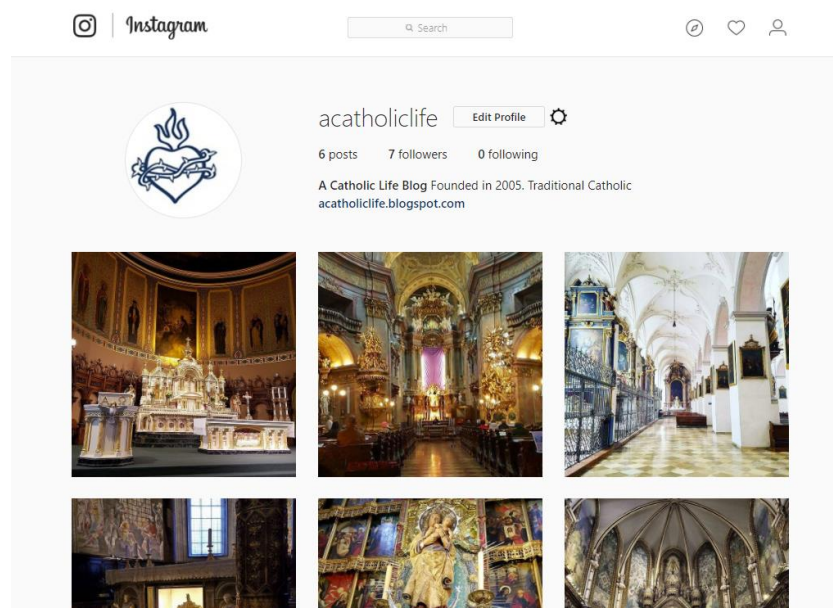 Instagram
Search
acatholiclife Edit Profile
6 posts 7 followers 0 following
A Catholic Life Blog Founded in 2005. Traditional Catholic
acatholiclife.blogspot.com